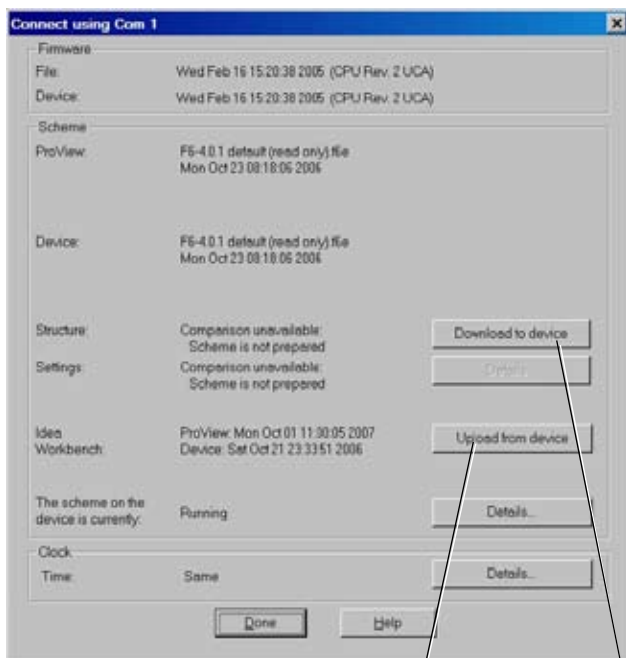 Connect using Com 1
Firmware
File: Wed Feb 16 15:20:38 2005 (CPU Rev. 2 UCA)
Device: Wed Feb 16 15:20:38 2005 (CPU Rev. 2 UCA)
Scheme
ProView: F6-4.0.1 default (read only).f6e
Mon Oct 23 08:18:06 2006
Device: F6-4.0.1 default (read only).f6e
Mon Oct 23 08:18:06 2006
Structure: Comparison unavailable:
Scheme is not prepared
Download to device
Settings: Comparison unavailable:
Scheme is not prepared
Details...
Idea
Workbench:
ProView: Mon Oct 01 11:30:05 2007
Device: Sat Oct 21 23:33:51 2006
Upload from device
The scheme on the
device is currently:
Running
Details...
Clock
Time: Same
Details...
Done
Help